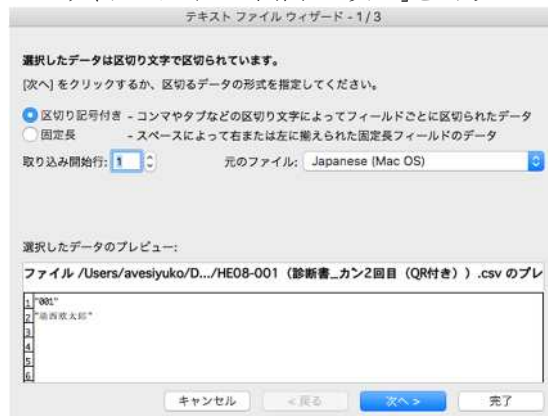 テキスト ファイル ウィザード - 1 / 3
選択したデータは区切り文字で区切られています。
[次へ] をクリックするか、区切るデータの形式を指定してください。
区切り記号付き - コンマやタブなどの区切り文字によってフィールドごとに区切られたデータ
固定長 - スペースによって右または左に揃えられた固定長フィールドのデータ
取り込み開始行: 1 元のファイル: Japanese (Mac OS)
選択したデータのプレビュー:
ファイル /Users/avesiyuko/D.../HE08-001（診断書_カン2回目（QR付き））.csv のプレ
1 "001"
2
3
4
5
6
キャンセル <戻る 次へ > 完了